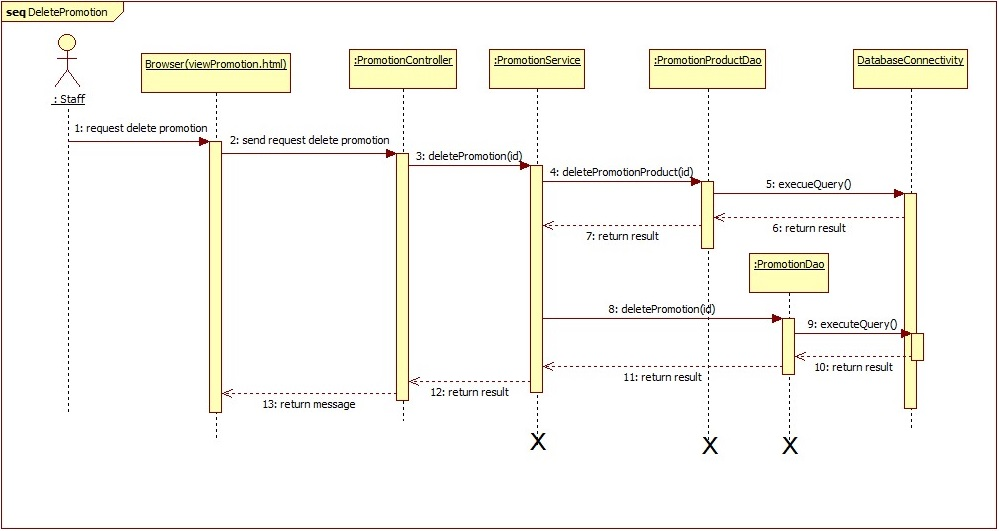 seq DeletePromotion
: Staff
Browser(viewPromotion.html)
:PromotionController
:PromotionService
:PromotionProductDao
DatabaseConnectivity
1: request delete promotion
2: send request delete promotion
3: deletePromotion(id)
4: deletePromotionProduct(id)
5: execueQuery()
6: return result
7: return result
:PromotionDao
8: deletePromotion(id)
9: executeQuery()
10: return result
11: return result
12: return result
13: return message
X
X
X